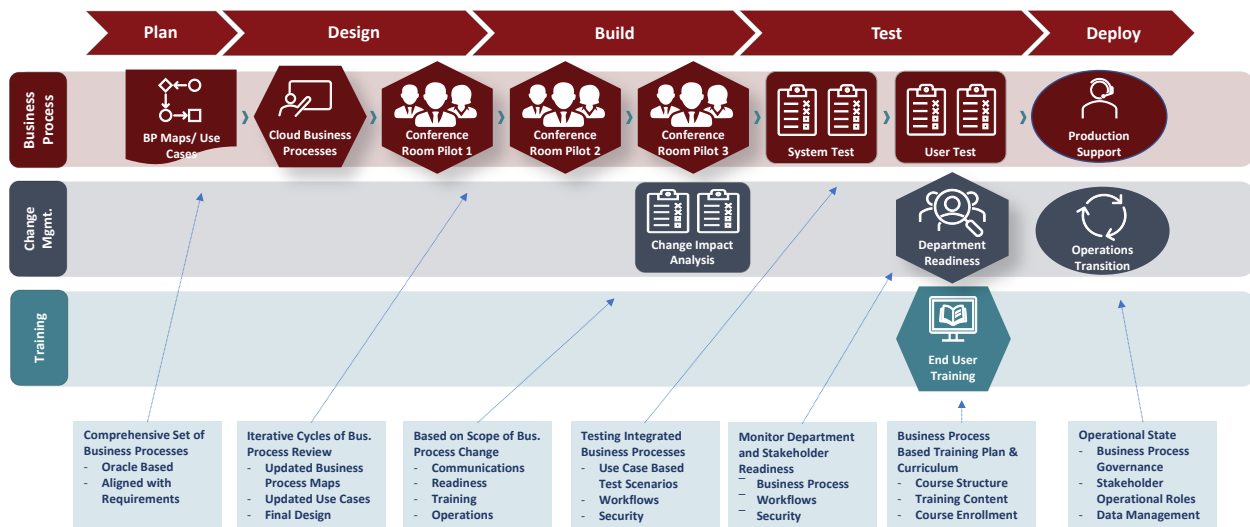 Plan
Design
Build
Test
Deploy
Business
Process
BP Maps/ Use
Cases
Cloud Business
Processes
Conference
Room Pilot 1
Conference
Room Pilot 2
Conference
Room Pilot 3
System Test
User Test
Production
Support
Change
Mgmt.
Change Impact
Analysis
Department
Readiness
Operations
Transition
Training
End User
Training
Comprehensive Set of
Business Processes
- Oracle Based
- Aligned with
Requirements
Iterative Cycles of Bus.
Process Review
- Updated Business
Process Maps
- Updated Use Cases
- Final Design
Based on Scope of Bus.
Process Change
- Communications
- Readiness
- Training
- Operations
Testing Integrated
Business Processes
- Use Case Based
Test Scenarios
- Workflows
- Security
Monitor Department
and Stakeholder
Readiness
- Business Process
- Workflows
- Security
Business Process
Based Training Plan &
Curriculum
- Course Structure
- Training Content
- Course Enrollment
Operational State
- Business Process
Governance
- Stakeholder
Operational Roles
- Data Management